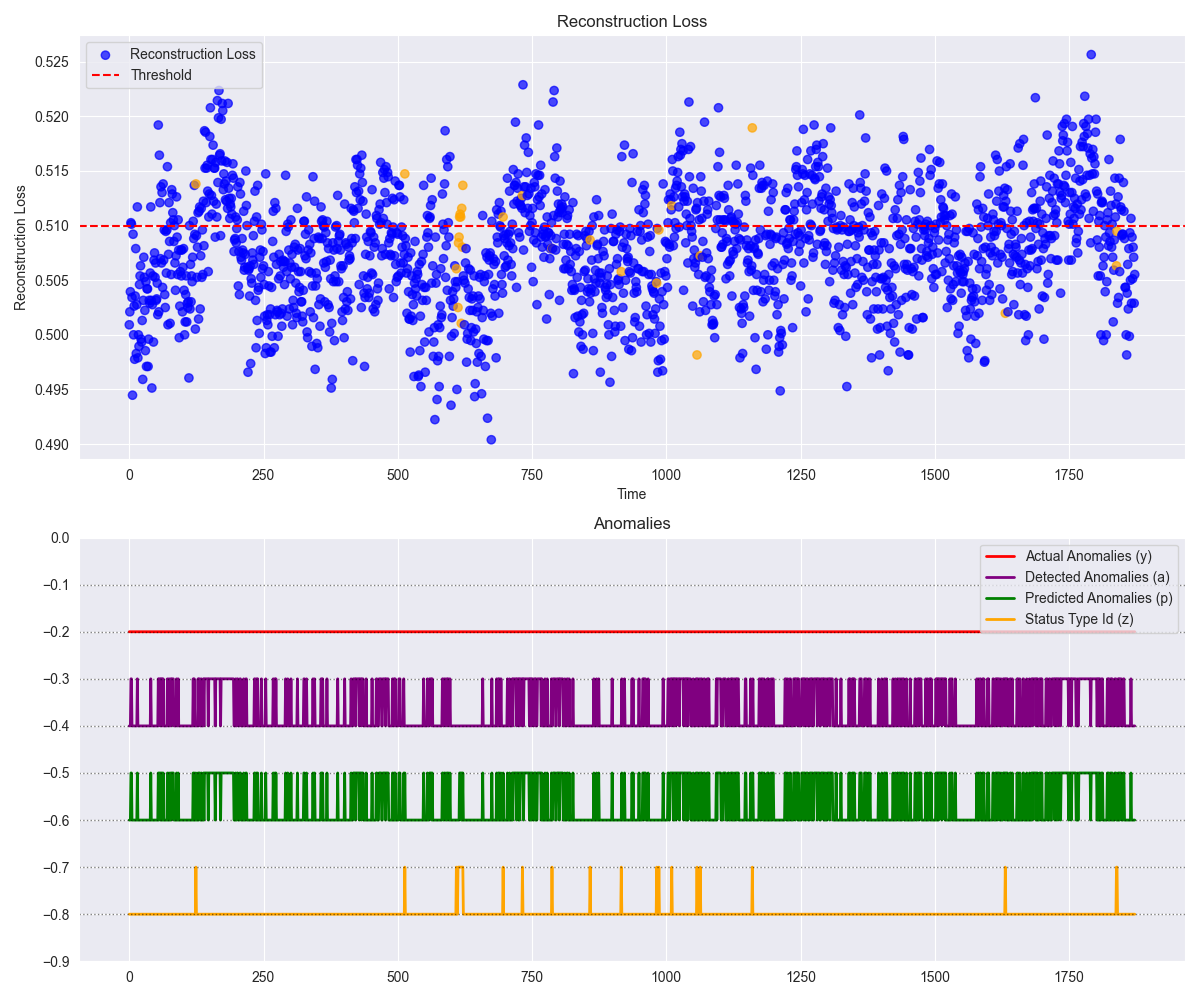 Reconstruction Loss
Reconstruction Loss
Threshold
0.525
0.520
0.515
0.510
0.505
0.500
0.495
0.490
Reconstruction Loss
0 250 500 750 1000 1250 1500 1750
Time
Anomalies
Actual Anomalies (y)
Detected Anomalies (a)
Predicted Anomalies (p)
Status Type Id (z)
0.0
−0.1
−0.2
−0.3
−0.4
−0.5
−0.6
−0.7
−0.8
−0.9
0 250 500 750 1000 1250 1500 1750